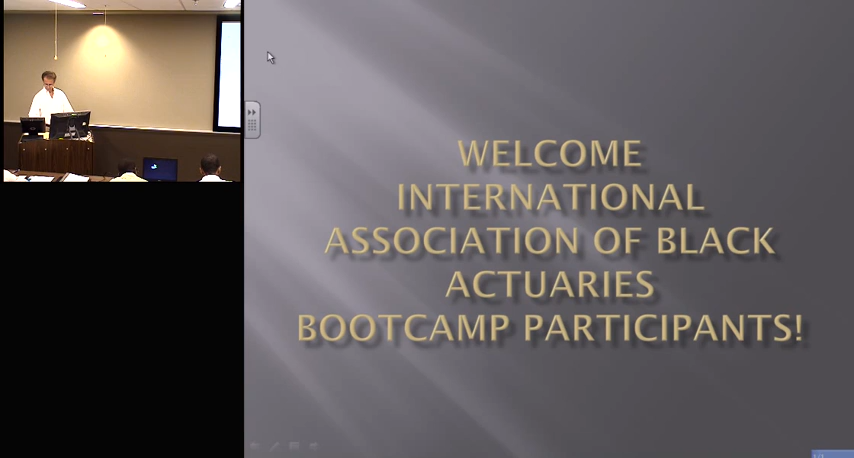 WELCOME
INTERNATIONAL
ASSOCIATION OF BLACK
ACTUARIES
BOOTCAMP PARTICIPANTS!